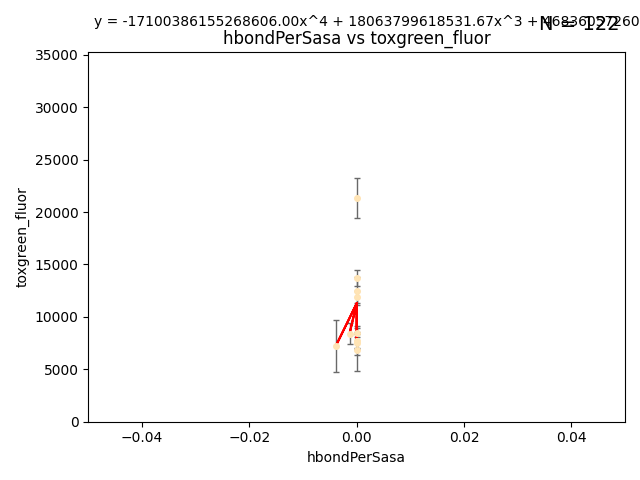 y = -17100386155268606.00x^4 + 18063799618531.67x^3 +
N = 122
hbondPerSasa vs toxgreen_fluor
35000
30000
25000
20000
15000
10000
5000
0
toxgreen_fluor
−0.04 −0.02 0.00 0.02 0.04
hbondPerSasa